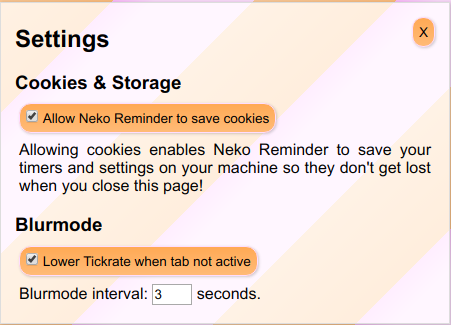 Settings
X
Cookies & Storage
Allow Neko Reminder to save cookies
Allowing cookies enables Neko Reminder to save your
timers and settings on your machine so they don't get lost
when you close this page!
Blurmode
Lower Tickrate when tab not active
Blurmode interval: 3 seconds.